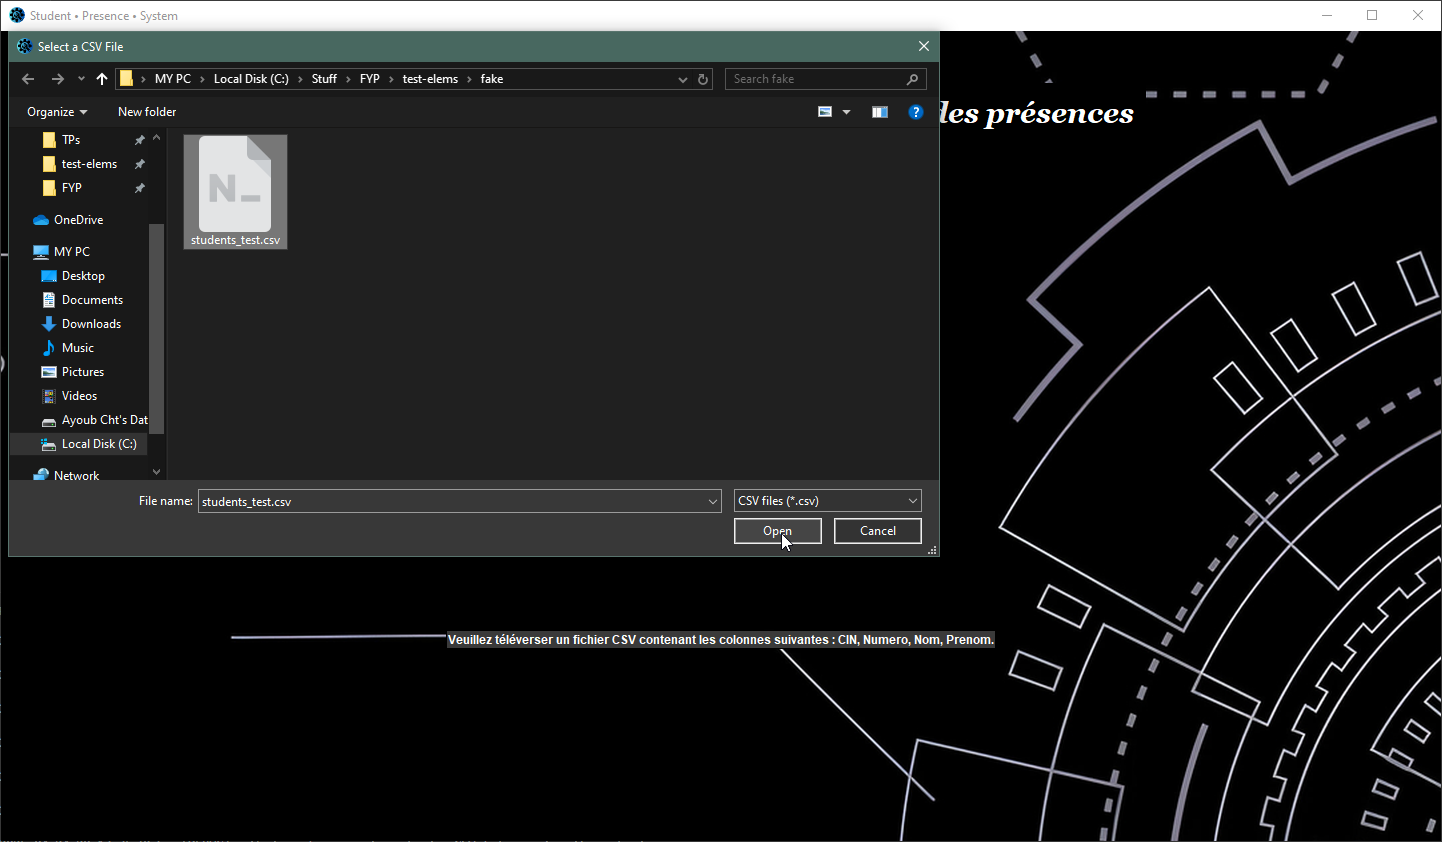 Student • Presence • System
Select a CSV File
MY PC > Local Disk (C:) > Stuff > FYP > test-elems > fake
Search fake
Organize
New folder
des présences
TPs
test-elems
FYP
OneDrive
MY PC
Desktop
Documents
Downloads
Music
Pictures
Videos
Ayoub Cht's Dat
Local Disk (C:)
Network
N_
students_test.csv
File name: students_test.csv
CSV files (*.csv)
Open
Cancel
Veuillez téléverser un fichier CSV contenant les colonnes suivantes : CIN, Numero, Nom, Prenom.